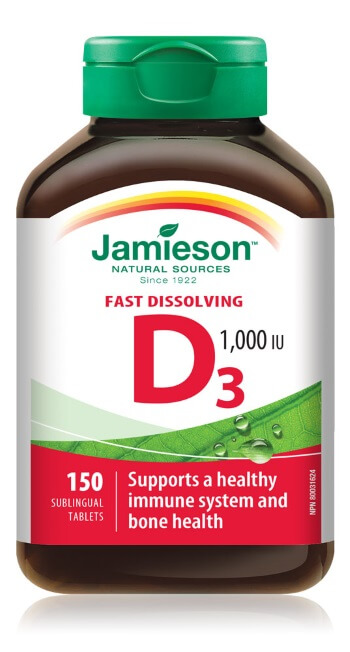 Jamieson™
NATURAL SOURCES
Since 1922
FAST DISSOLVING
D3
1,000 IU
150
SUBLINGUAL
TABLETS
Supports a healthy
immune system and
bone health
NPN 80031624